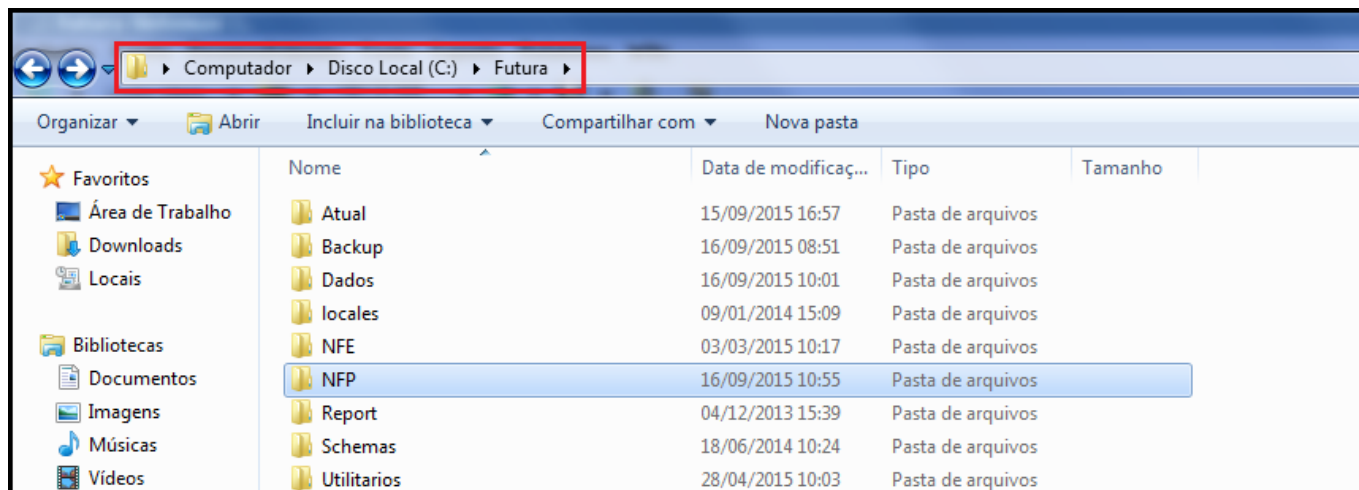 Computador Disco Local (C:) Futura
Organizar Abrir Incluir na biblioteca Compartilhar com Nova pasta
Favoritos
Área de Trabalho
Downloads
Locais
Bibliotecas
Documentos
Imagens
Músicas
Vídeos
Nome Data de modificaç... Tipo Tamanho
Atual 15/09/2015 16:57 Pasta de arquivos
Backup 16/09/2015 08:51 Pasta de arquivos
Dados 16/09/2015 10:01 Pasta de arquivos
locales 09/01/2014 15:09 Pasta de arquivos
NFE 03/03/2015 10:17 Pasta de arquivos
NFP 16/09/2015 10:55 Pasta de arquivos
Report 04/12/2013 15:39 Pasta de arquivos
Schemas 18/06/2014 10:24 Pasta de arquivos
Utilitarios 28/04/2015 10:03 Pasta de arquivos